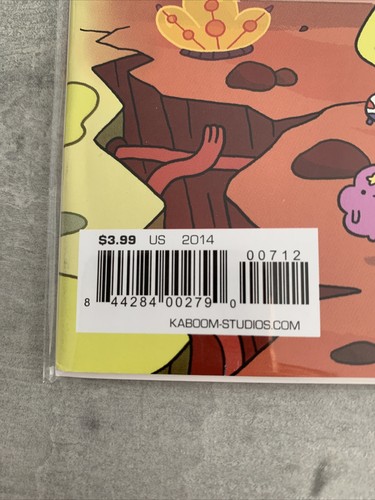 $3.99 US 2014
00712
8 44284 00279 0
KABOOM-STUDIOS.COM